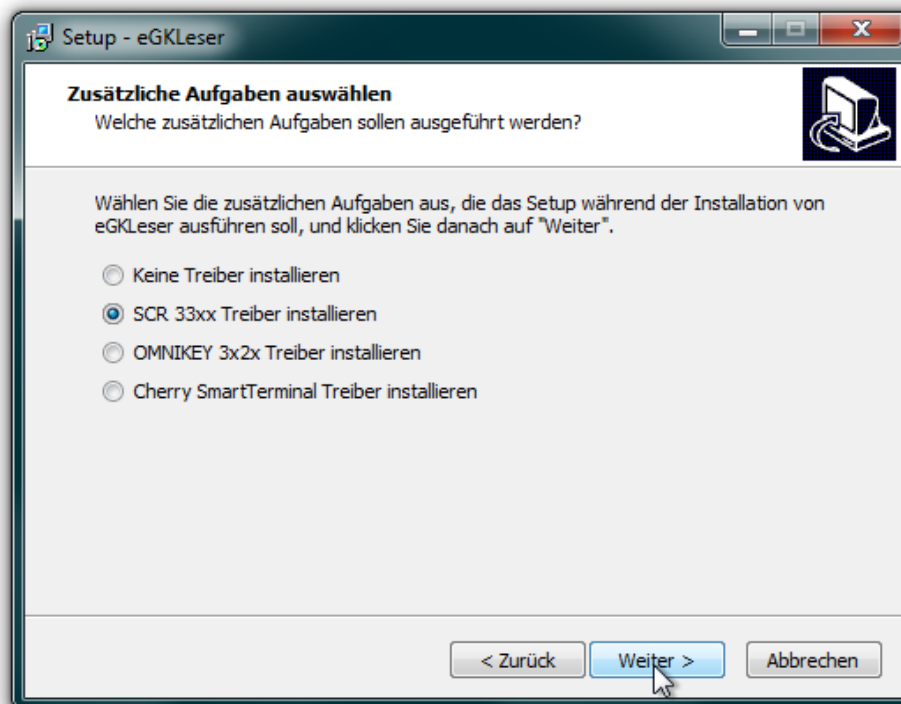 Setup - eGKLeser
Zusätzliche Aufgaben auswählen
Welche zusätzlichen Aufgaben sollen ausgeführt werden?
Wählen Sie die zusätzlichen Aufgaben aus, die das Setup während der Installation von
eGKLeser ausführen soll, und klicken Sie danach auf "Weiter".
Keine Treiber installieren
SCR 33xx Treiber installieren
OMNIKEY 3x2x Treiber installieren
Cherry SmartTerminal Treiber installieren
< Zurück Weiter > Abbrechen